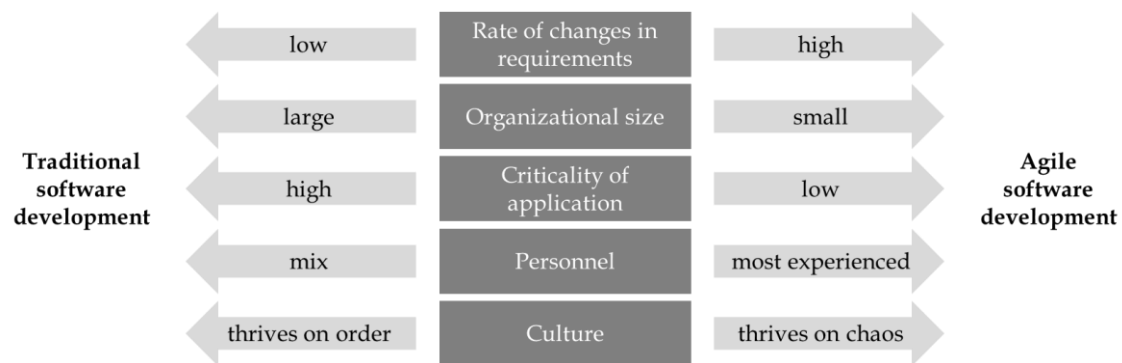 low
Rate of changes in
requirements
high
large
Organizational size
small
Traditional
software
development
high
Criticality of
application
low
Agile
software
development
mix
Personnel
most experienced
thrives on order
Culture
thrives on chaos